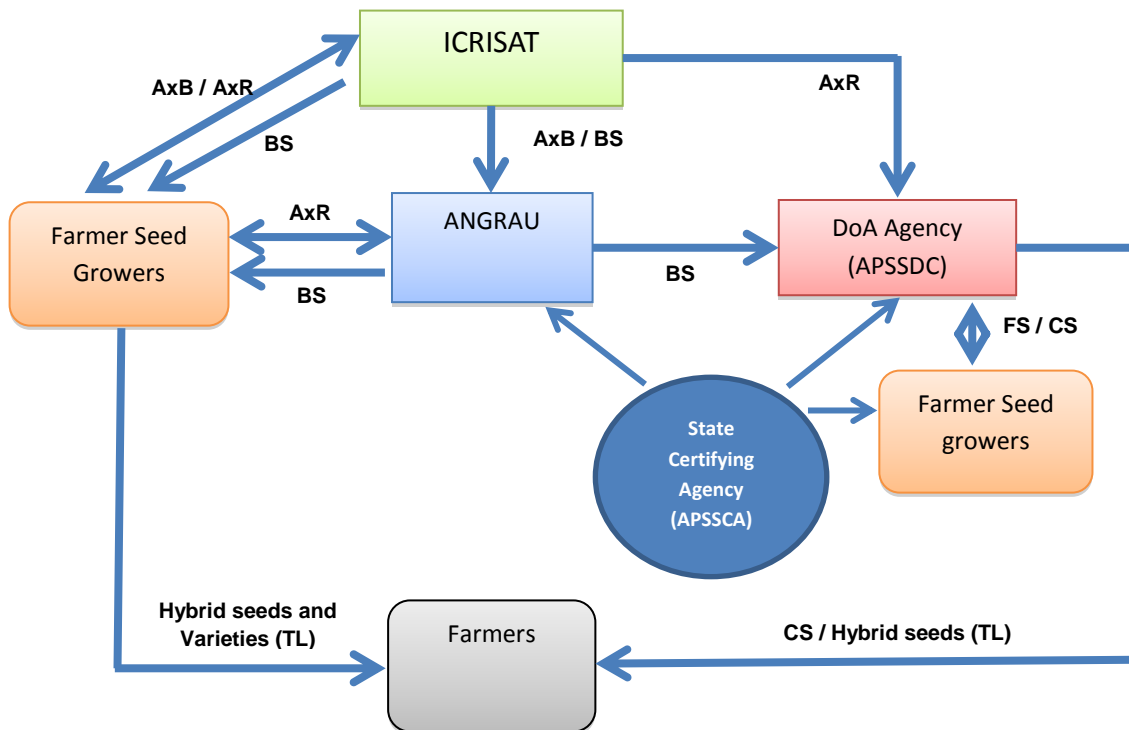 ICRISAT
AxB / AxR
AxR
BS
AxB / BS
Farmer Seed
Growers
AxR
ANGRAU
DoA Agency
(APSSDC)
BS
BS
FS / CS
Farmer Seed
growers
State
Certifying
Agency
(APSSCA)
Hybrid seeds and
Varieties (TL)
Farmers
CS / Hybrid seeds (TL)